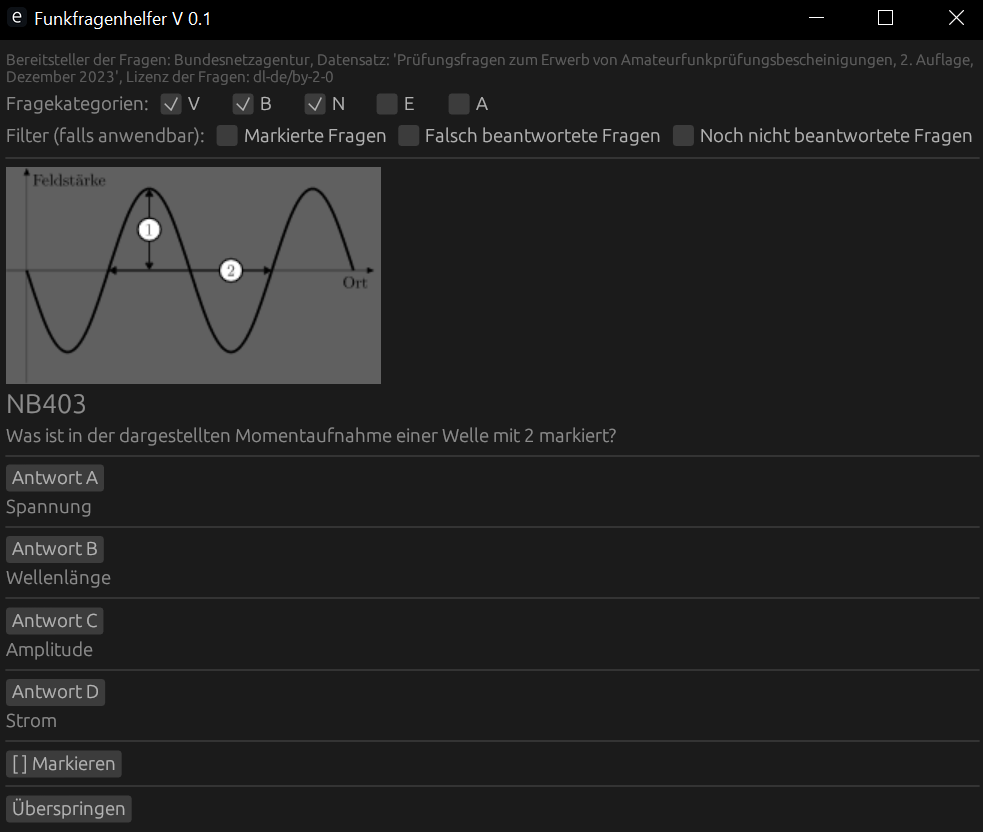 e Funkfragenhelfer V 0.1
Bereitsteller der Fragen: Bundesnetzagentur, Datensatz: 'Prüfungsfragen zum Erwerb von Amateurfunkprüfungsbescheinigungen, 2. Auflage,
Dezember 2023', Lizenz der Fragen: dl-de/by-2-0
Fragekategorien: V B N E A
Filter (falls anwendbar): Markierte Fragen Falsch beantwortete Fragen Noch nicht beantwortete Fragen
Feldstärke
1
2
Ort
NB403
Was ist in der dargestellten Momentaufnahme einer Welle mit 2 markiert?
Antwort A
Spannung
Antwort B
Wellenlänge
Antwort C
Amplitude
Antwort D
Strom
[ ] Markieren
Überspringen